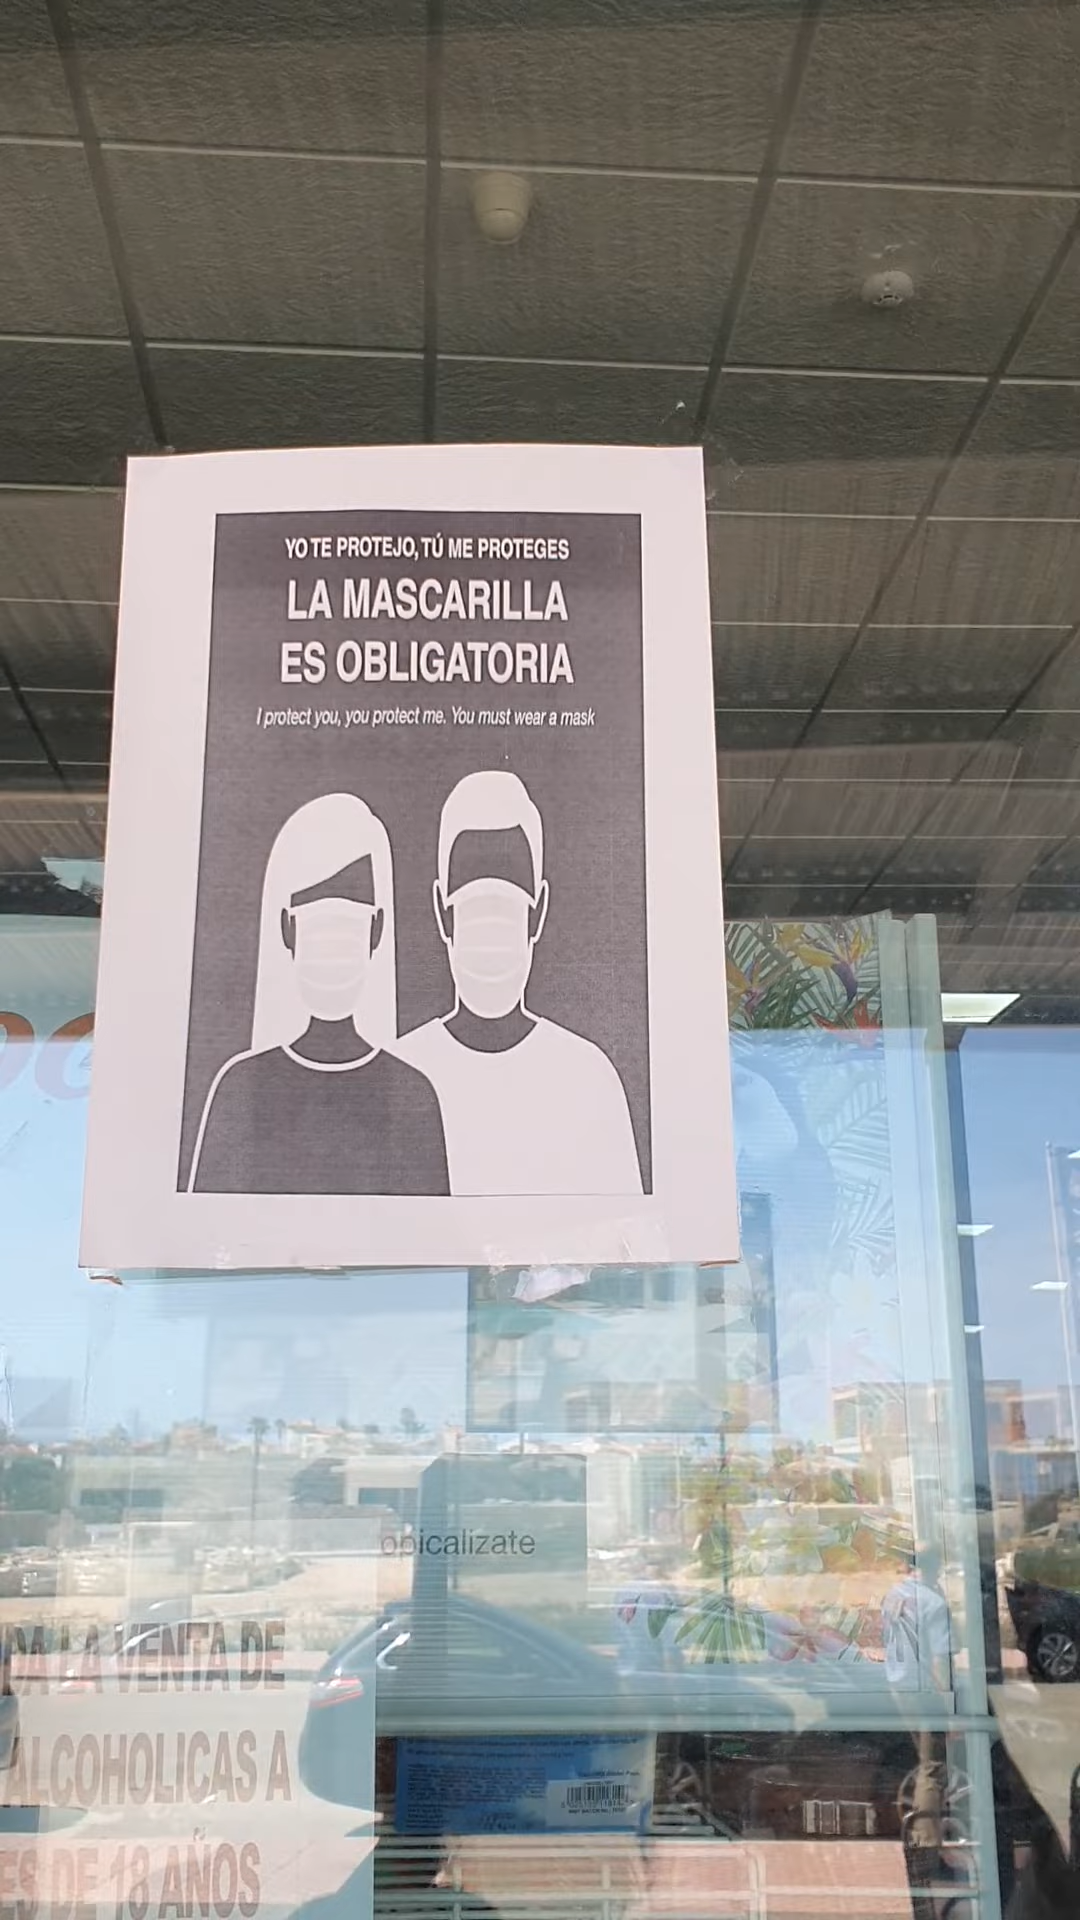 YO TE PROTEJO, TÚ ME PROTEGES
LA MASCARILLA
ES OBLIGATORIA
I protect you, you protect me. You must wear a mask
opicalizate
LA VENTA DE
ALCOHOLICAS A
ES DE 18 AÑOS